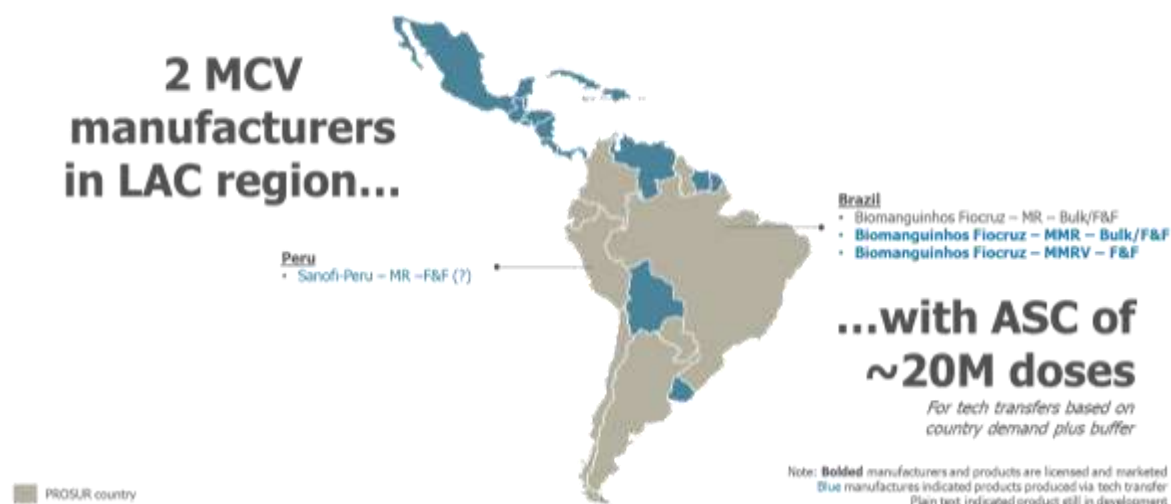 2 MCV
manufacturers
in LAC region...
Brazil
• Biomanguinhos Fiocruz – MR – Bulk/F&F
• Biomanguinhos Fiocruz – MMR – Bulk/F&F
• Biomanguinhos Fiocruz – MMRV – F&F
Peru
• Sanofi-Peru – MR –F&F (?)
...with ASC of
~20M doses
For tech transfers based on
country demand plus buffer
Note: Bolded manufacturers and products are licensed and marketed
Blue manufactures indicated products produced via tech transfer
Plain text indicated product still in development
PROSUR country